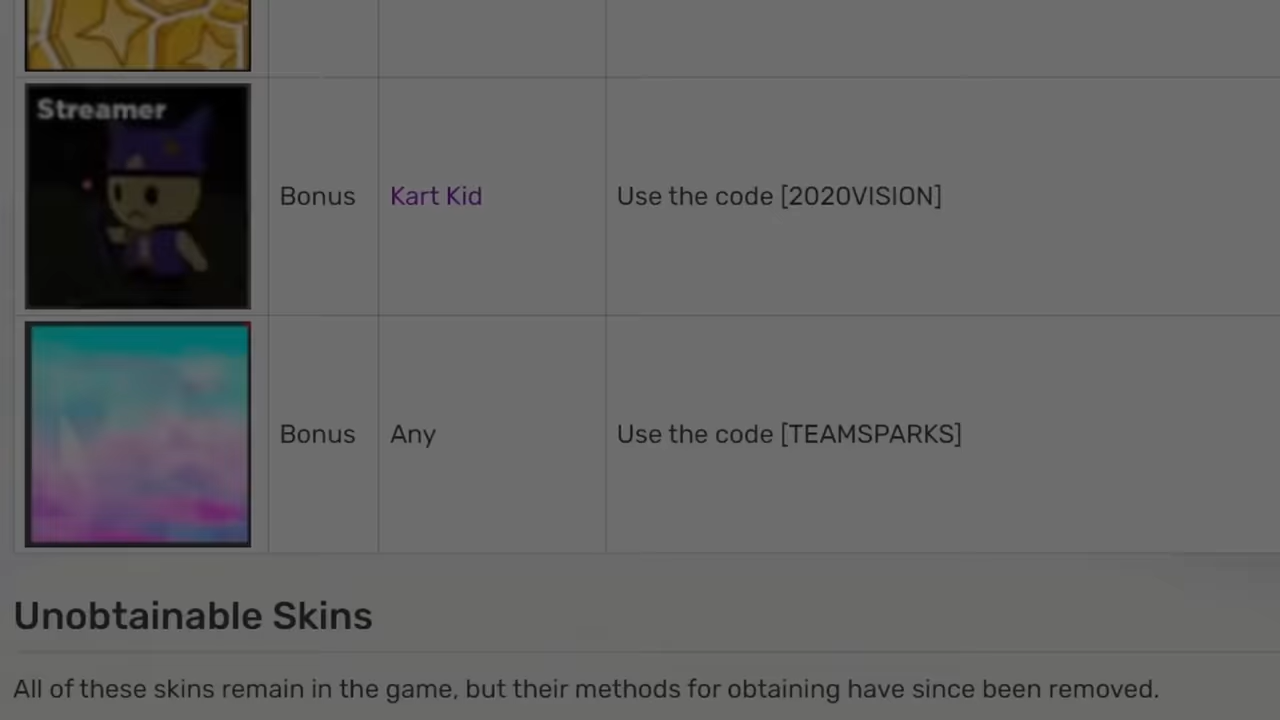 Streamer
Bonus
Kart Kid
Use the code [2020VISION]
Bonus
Any
Use the code [TEAMSPARKS]
Unobtainable Skins
All of these skins remain in the game, but their methods for obtaining have since been removed.